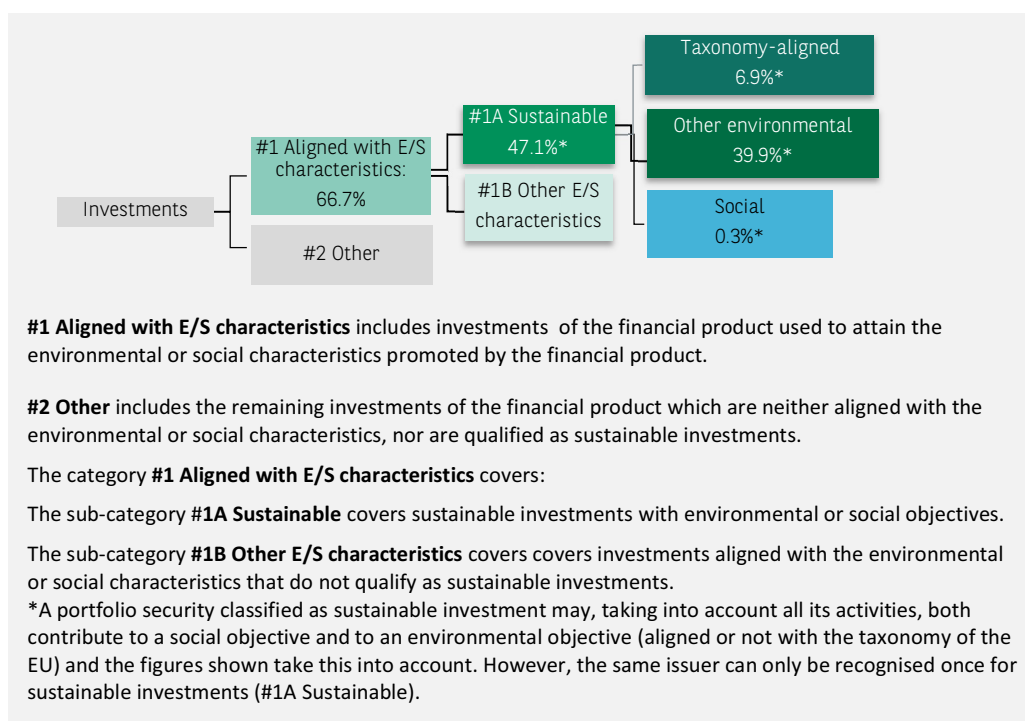 Taxonomy-aligned
6.9%*
#1A Sustainable
47.1%*
Other environmental
39.9%*
#1 Aligned with E/S
characteristics:
66.7%
#1B Other E/S
characteristics
Investments
Social
0.3%*
#2 Other
#1 Aligned with E/S characteristics includes investments of the financial product used to attain the
environmental or social characteristics promoted by the financial product.
#2 Other includes the remaining investments of the financial product which are neither aligned with the
environmental or social characteristics, nor are qualified as sustainable investments.
The category #1 Aligned with E/S characteristics covers:
The sub-category #1A Sustainable covers sustainable investments with environmental or social objectives.
The sub-category #1B Other E/S characteristics covers covers investments aligned with the environmental
or social characteristics that do not qualify as sustainable investments.
*A portfolio security classified as sustainable investment may, taking into account all its activities, both
contribute to a social objective and to an environmental objective (aligned or not with the taxonomy of the
EU) and the figures shown take this into account. However, the same issuer can only be recognised once for
sustainable investments (#1A Sustainable).